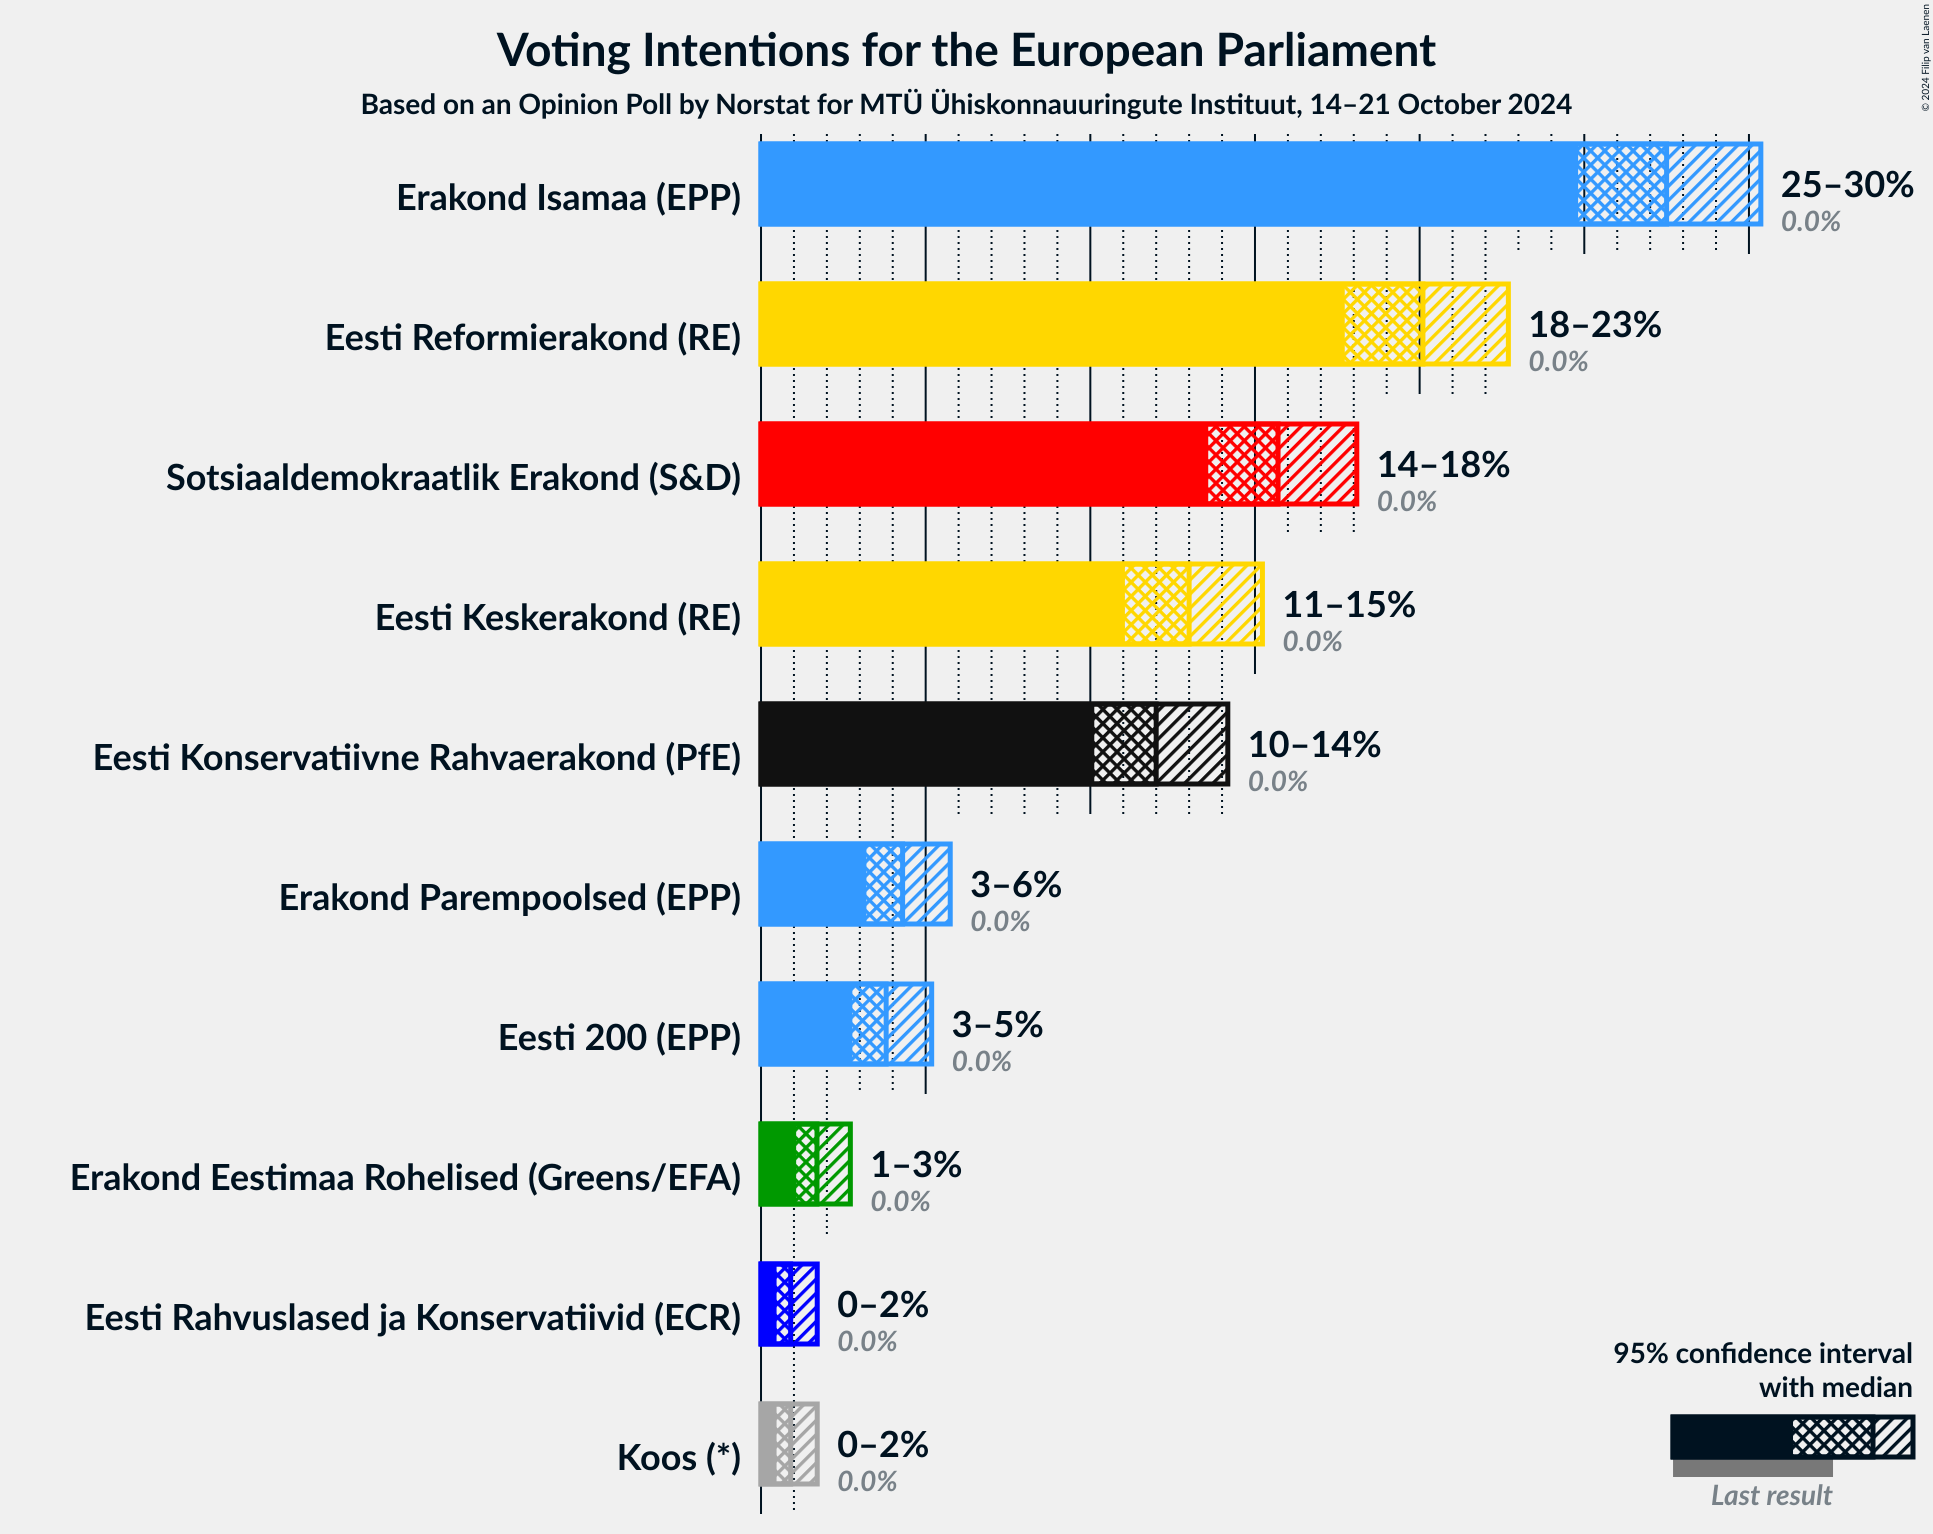 Voting Intentions for the European Parliament
Based on an Opinion Poll by Norstat for MTÜ Ühiskonnauuringute Instituut, 14–21 October 2024
© 2024 Filip van Laenen
Erakond Isamaa (EPP)
25–30%
0.0%
Eesti Reformierakond (RE)
18–23%
0.0%
Sotsiaaldemokraatlik Erakond (S&D)
14–18%
0.0%
Eesti Keskerakond (RE)
11–15%
0.0%
Eesti Konservatiivne Rahvaerakond (PfE)
10–14%
0.0%
Erakond Parempoolsed (EPP)
3–6%
0.0%
Eesti 200 (EPP)
3–5%
0.0%
Erakond Eestimaa Rohelised (Greens/EFA)
1–3%
0.0%
Eesti Rahvuslased ja Konservatiivid (ECR)
0–2%
0.0%
Koos (*)
0–2%
0.0%
95% confidence interval
with median
Last result